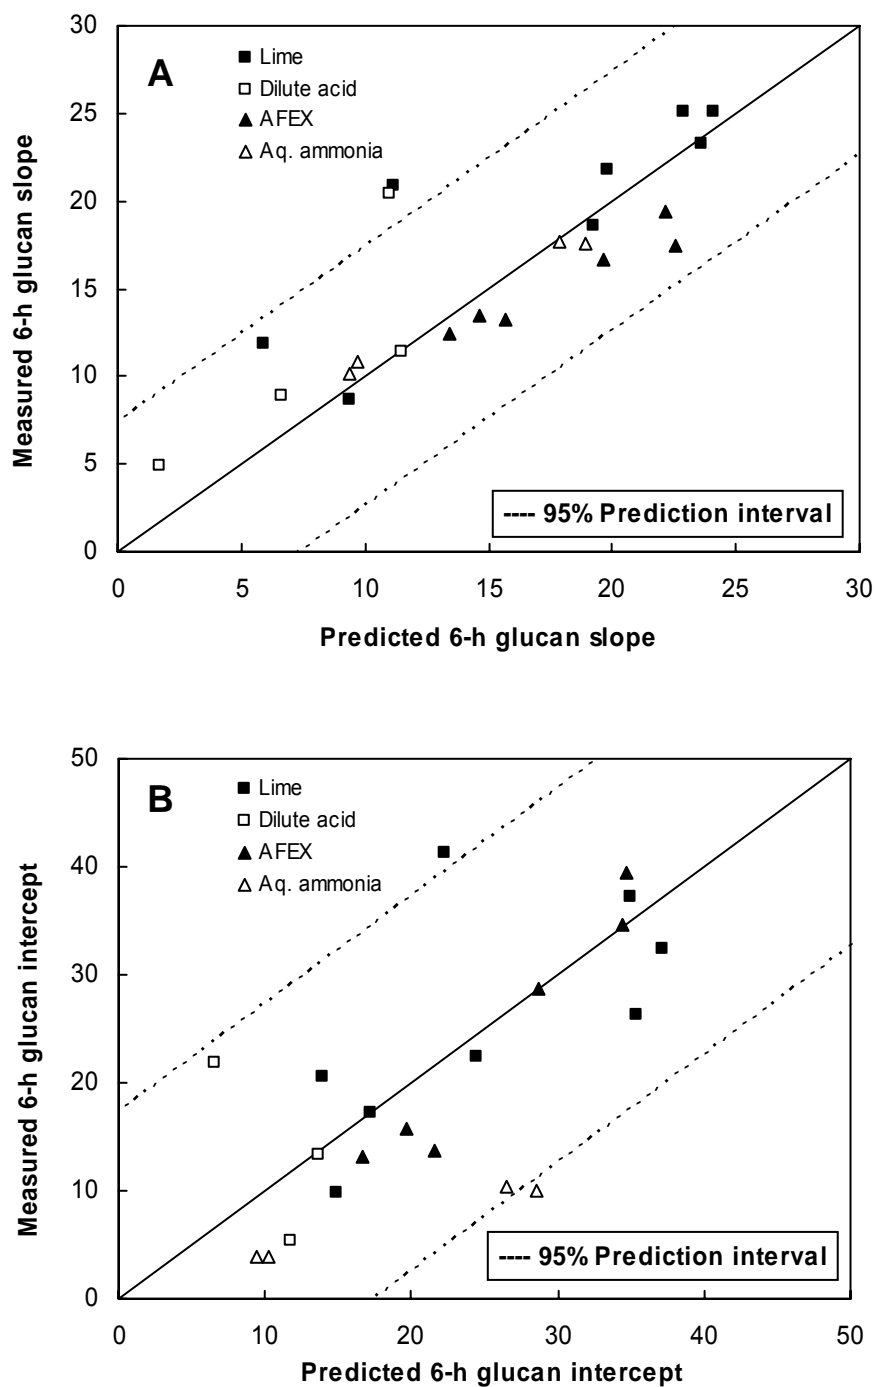 30
A
Lime
Dilute acid
AFEX
Aq. ammonia
25
20
15
10
5
0
Measured 6-h glucan slope
---- 95% Prediction interval
0 5 10 15 20 25 30
Predicted 6-h glucan slope
50
B
Lime
Dilute acid
AFEX
Aq. ammonia
40
30
20
10
0
Measured 6-h glucan intercept
---- 95% Prediction interval
0 10 20 30 40 50
Predicted 6-h glucan intercept